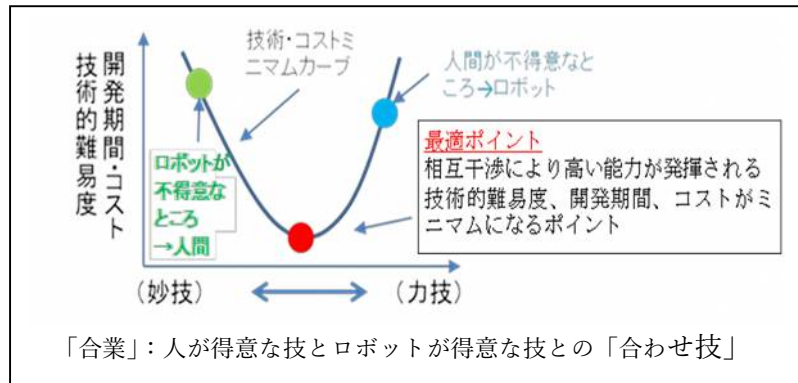 開発期間・コスト
技術的難易度
技術・コストミ
ニマムカーブ
人間が不得意なと
ころ→ロボット
ロボットが
不得意な
ところ
→人間
最適ポイント
相互干渉により高い能力が発揮される
技術的難易度、開発期間、コストがミ
ニマムになるポイント
(妙技)
(力技)
「合業」：人が得意な技とロボットが得意な技との「合わせ技」